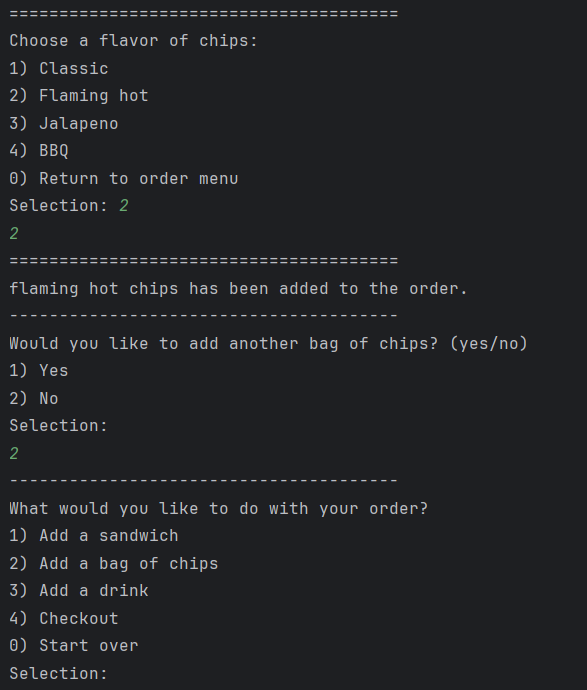 =======================================
Choose a flavor of chips:
1) Classic
2) Flaming hot
3) Jalapeno
4) BBQ
0) Return to order menu
Selection: 2
2
=======================================
flaming hot chips has been added to the order.
---------------------------------------
Would you like to add another bag of chips? (yes/no)
1) Yes
2) No
Selection:
2
---------------------------------------
What would you like to do with your order?
1) Add a sandwich
2) Add a bag of chips
3) Add a drink
4) Checkout
0) Start over
Selection: